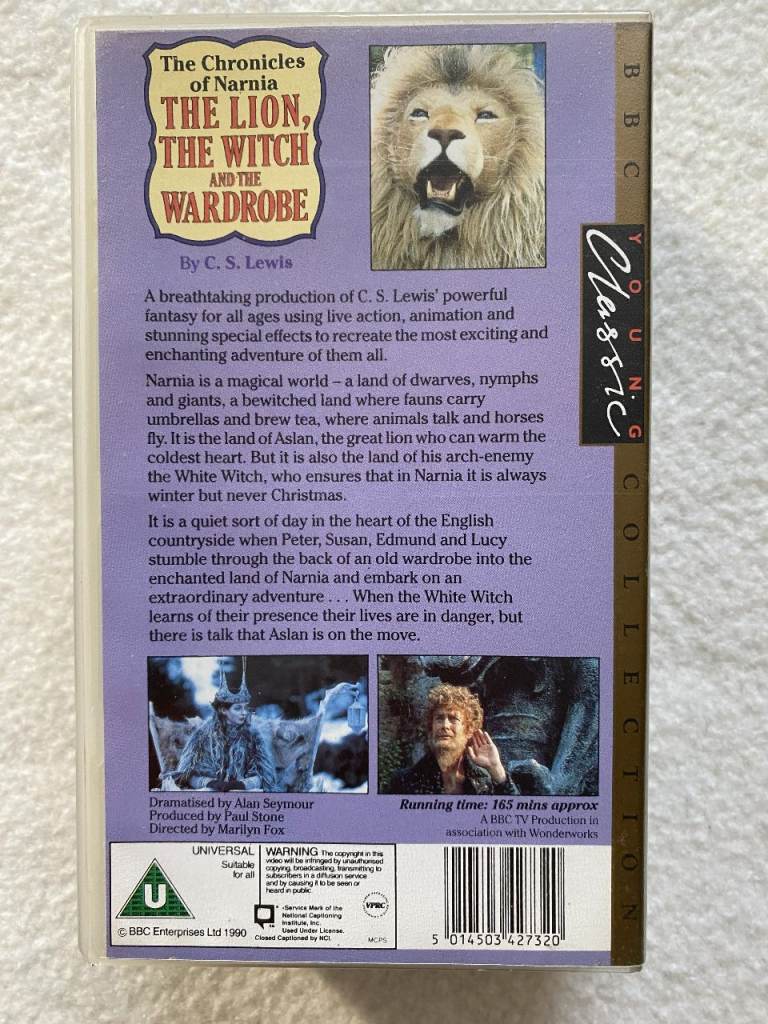 The Chronicles
of Narnia
THE LION,
THE WITCH
AND THE
WARDROBE
By C. S. Lewis
A breathtaking production of C. S. Lewis' powerful
fantasy for all ages using live action, animation and
stunning special effects to recreate the most exciting and
enchanting adventure of them all.
Narnia is a magical world – a land of dwarves, nymphs
and giants, a bewitched land where fauns carry
umbrellas and brew tea, where animals talk and horses
fly. It is the land of Aslan, the great lion who can warm the
coldest heart. But it is also the land of his arch-enemy
the White Witch, who ensures that in Narnia it is always
winter but never Christmas.
It is a quiet sort of day in the heart of the English
countryside when Peter, Susan, Edmund and Lucy
stumble through the back of an old wardrobe into the
enchanted land of Narnia and embark on an
extraordinary adventure . . . When the White Witch
learns of their presence their lives are in danger, but
there is talk that Aslan is on the move.
Dramatised by Alan Seymour
Produced by Paul Stone
Directed by Marilyn Fox
Running time: 165 mins approx
A BBC TV Production in
association with Wonderworks
UNIVERSAL
Suitable
for all
U
© BBC Enterprises Ltd 1990
WARNING The copyright in this
video will be infringed by unauthorised
copying, broadcasting, transmitting to
subscribers in a diffusion service
and by causing it to be seen or
heard in public.
-Service Mark of the
National Captioning
Institute, Inc.
Used Under License.
Closed Captioned by NCI.
VPRC
MCPS
5 014503 427320
BBC
YOUNG
Classic
COLLECTION